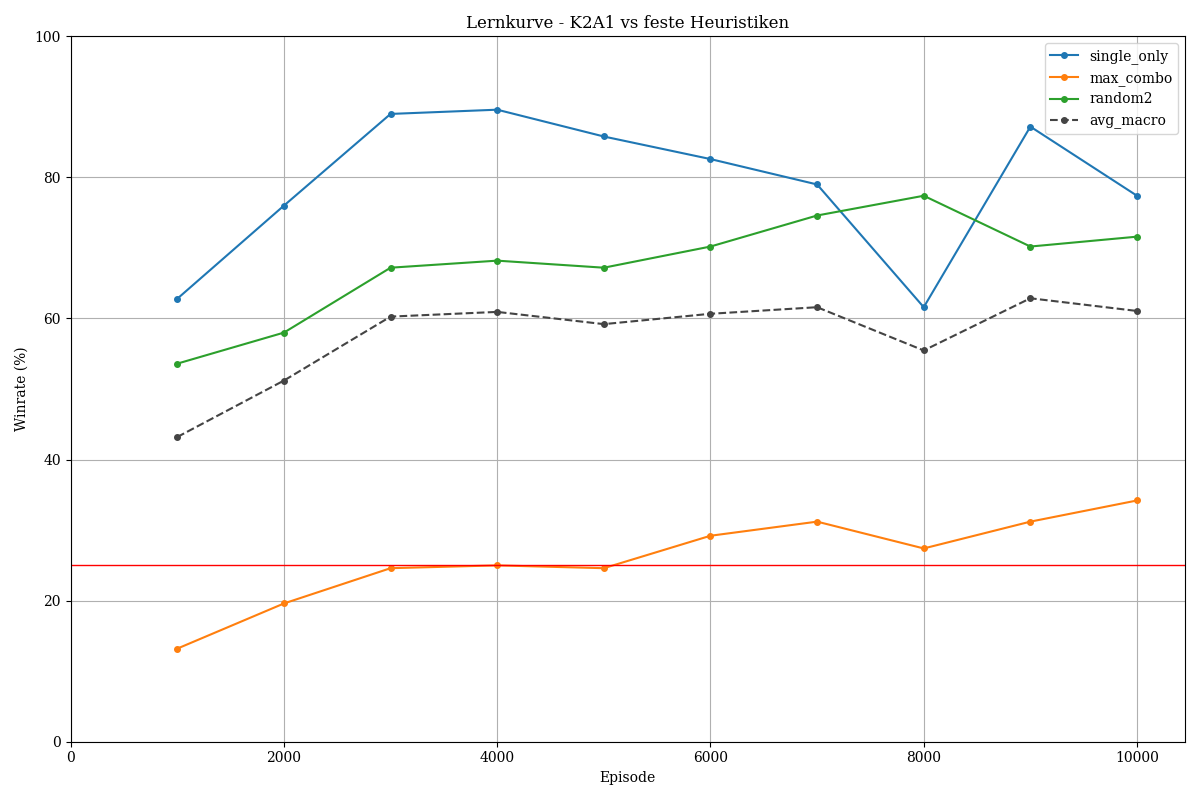 Lernkurve - K2A1 vs feste Heuristiken
100
80
60
40
20
0
Winrate (%)
single_only
max_combo
random2
avg_macro
0 2000 4000 6000 8000 10000
Episode